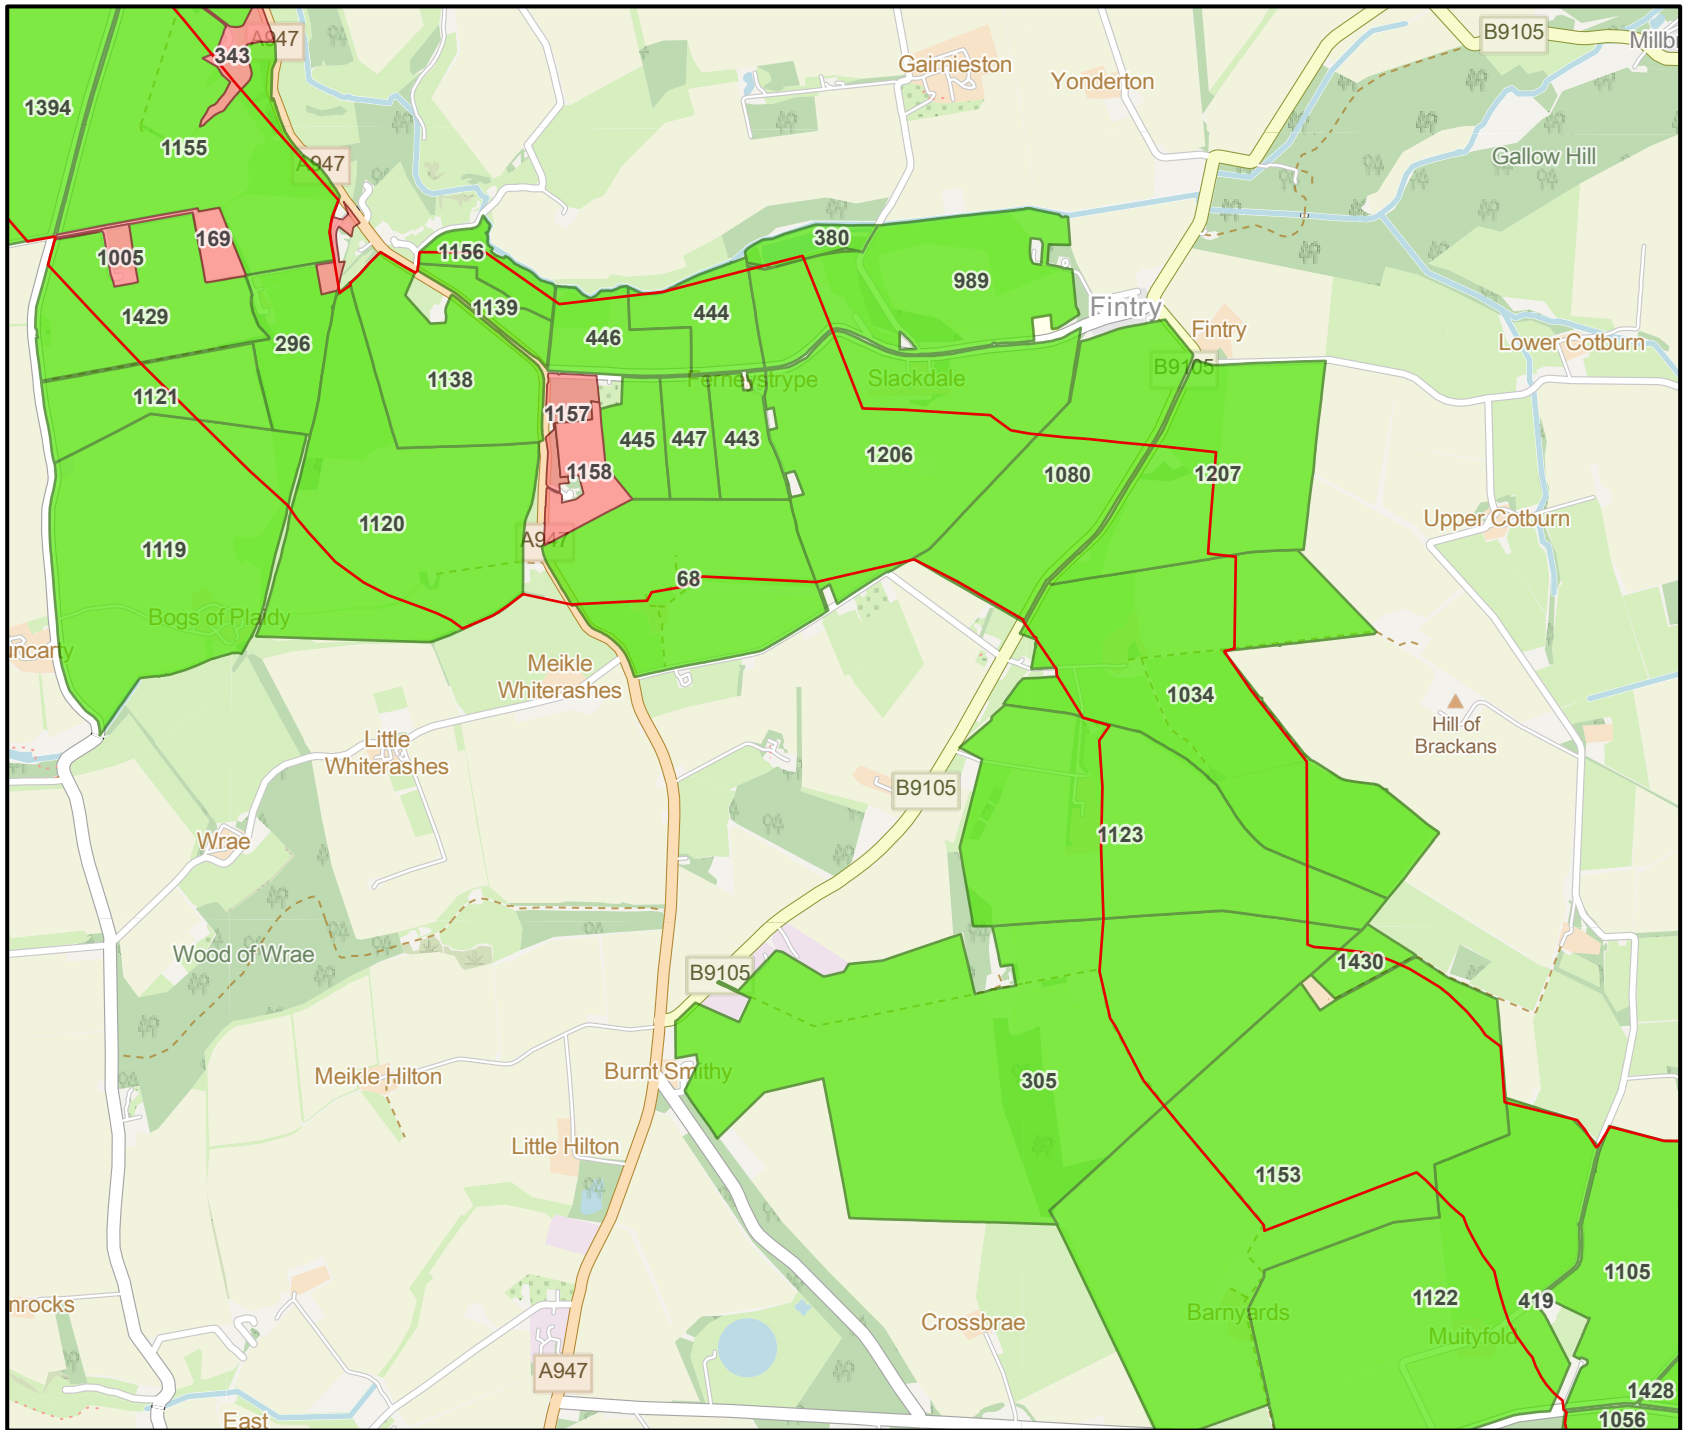 A947
343
B9105
Millb
Gairnieston
Yonderton
1394
1155
A947
Gallow Hill
169
1005
1156
380
989
1429
1139
444
446
Fintry
Fintry
296
Lower Cotburn
B9105
1138
Ferneystrype
Slackdale
1121
1157
445
447
443
1206
1158
1080
1207
1120
Upper Cotburn
1119
A947
68
Bogs of Plaidy
uncarty
Meikle
Whiterashes
1034
Hill of
Brackans
Little
Whiterashes
B9105
1123
Wrae
Wood of Wrae
1430
B9105
Meikle Hilton
Burnt Smithy
305
Little Hilton
1153
1105
nrocks
1122
419
Crossbrae
Barnyards
Muityfold
A947
1428
East
1056